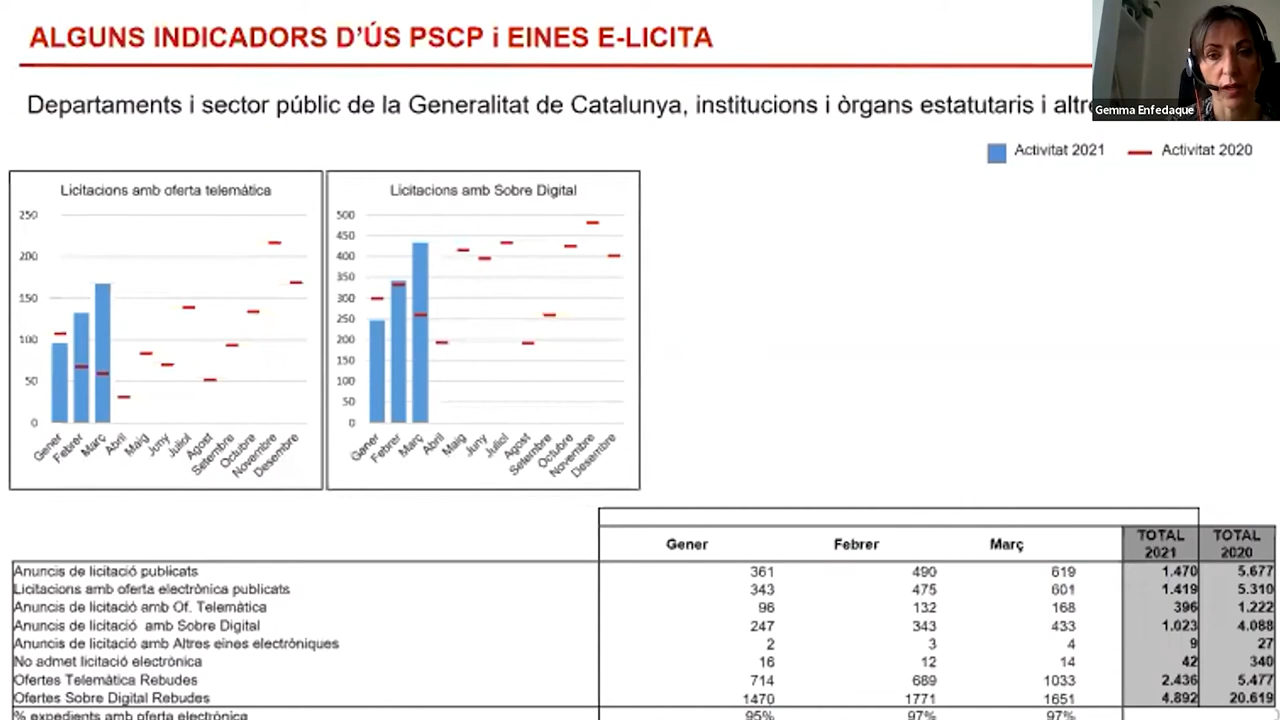 ALGUNS INDICADORS D'ÚS PSCP i EINES E-LICITA
Departaments i sector públic de la Generalitat de Catalunya, institucions i òrgans estatutaris i altre
Gemma Enfedaque
Activitat 2021
Activitat 2020
Licitacions amb oferta telemàtica
250
200
150
100
50
0
Gener
Febrer
Març
Abril
Maig
Juny
Juliol
Agost
Setembre
Octubre
Novembre
Desembre
Licitacions amb Sobre Digital
500
450
400
350
300
250
200
150
100
50
0
Gener
Febrer
Març
Abril
Maig
Juny
Juliol
Agost
Setembre
Octubre
Novembre
Desembre
Gener Febrer Març TOTAL 2021 TOTAL 2020
Anuncis de licitació publicats 361 490 619 1.470 5.677
Licitacions amb oferta electrònica publicats 343 475 601 1.419 5.310
Anuncis de licitació amb Of. Telemàtica 96 132 168 396 1.222
Anuncis de licitació amb Sobre Digital 247 343 433 1.023 4.088
Anuncis de licitació amb Altres eines electròniques 2 3 4 9 27
No admet licitació electrònica 16 12 14 42 340
Ofertes Telemàtica Rebudes 714 689 1033 2.436 5.477
Ofertes Sobre Digital Rebudes 1470 1771 1651 4.892 20.619
% expedients amb oferta electrònica 95% 97% 97%